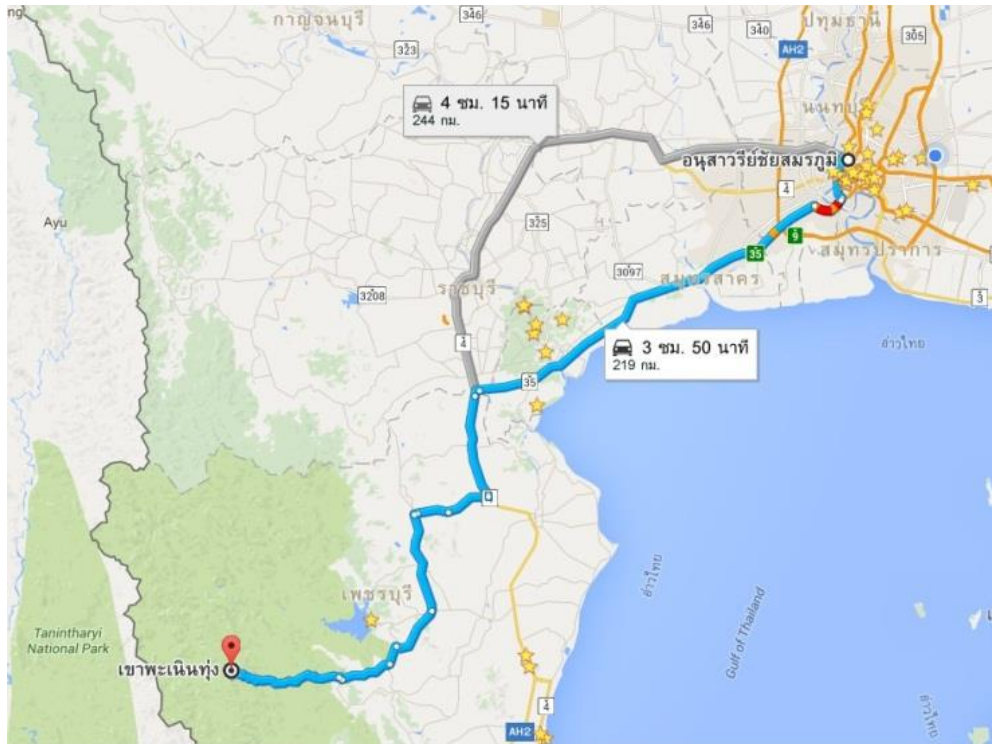 กาญจนบุรี
346
346
340
ปทุมธานี
305
323
AH2
นนทบุรี
4 ซม. 15 นาที
244 กม.
อนุสาวรีย์ชัยสมรภูมิ
4
Ayu
325
9
35
สมุทรปราการ
3097
สมุทรสาคร
3208
ราชบุรี
3
4
3 ซม. 50 นาที
219 กม.
อ่าวไทย
35
4
อ่าวไทย
Gulf of Thailand
เพชรบุรี
Tanintharyi
National Park
เขาพะเนินทุ่ง
4
AH2
อ่าวไทย